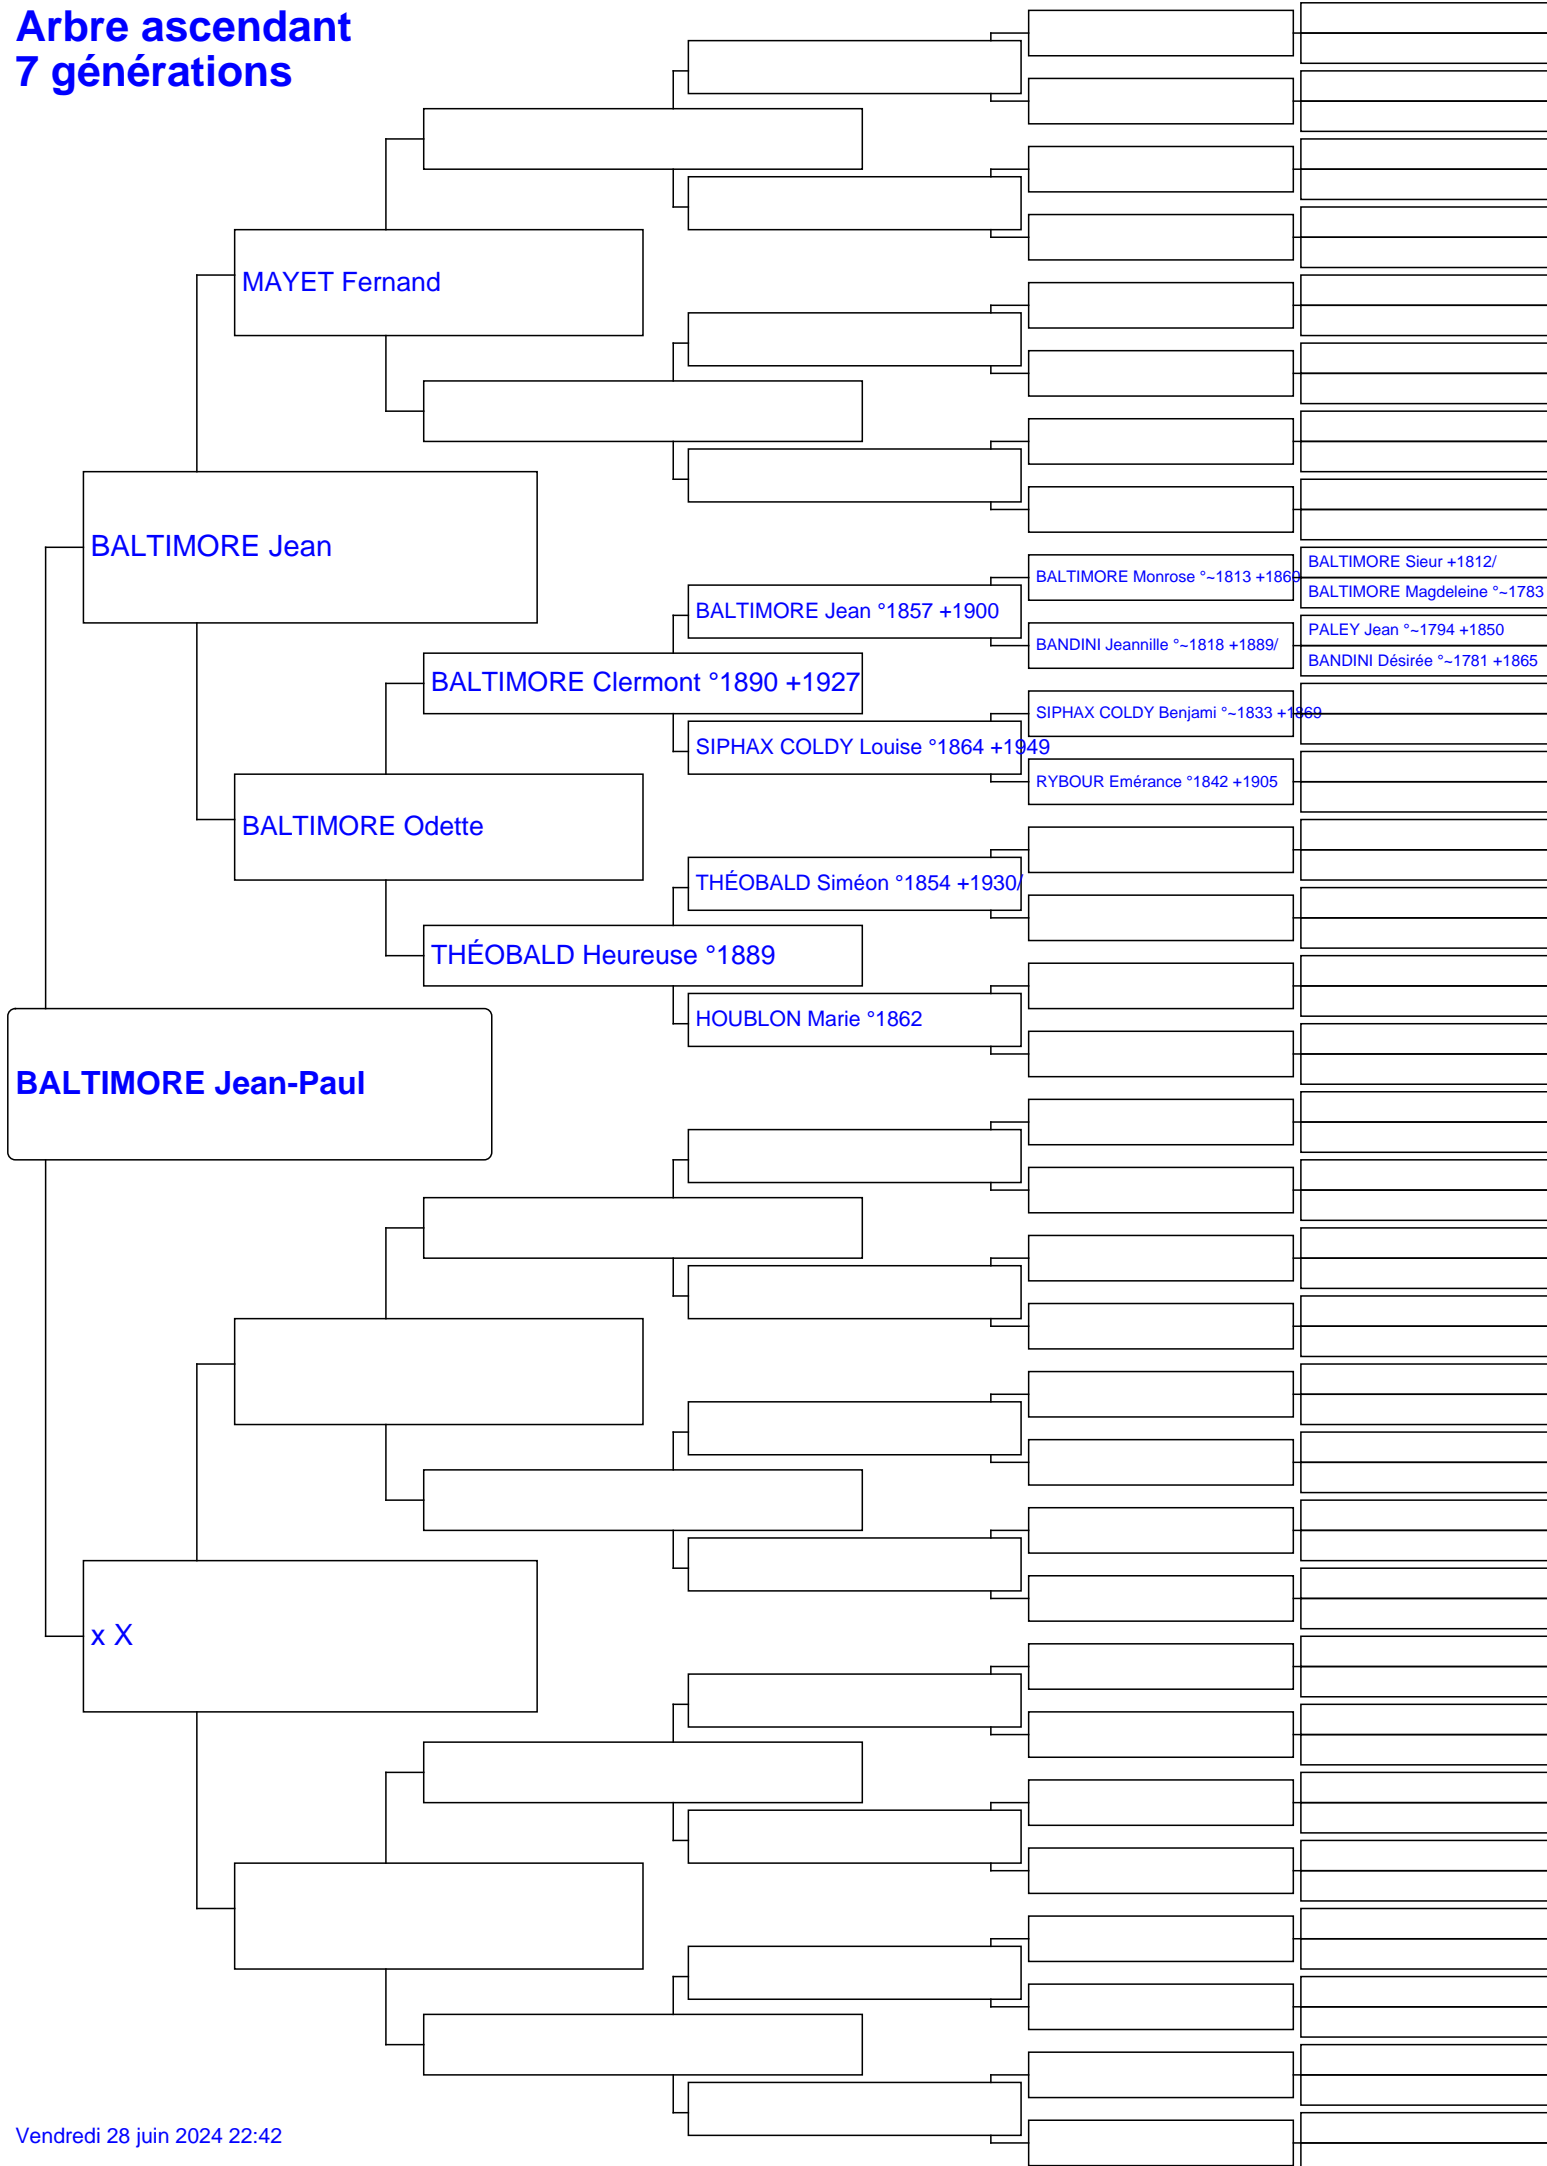 Arbre ascendant
7 générations
MAYET Fernand
BALTIMORE Jean
BALTIMORE Sieur +1812/
BALTIMORE Monrose °~1813 +1860
BALTIMORE Magdeleine °~1783
BALTIMORE Jean °1857 +1900
PALEY Jean °~1794 +1850
BANDINI Jeannille °~1818 +1889/
BANDINI Désirée °~1781 +1865
BALTIMORE Clermont °1890 +1927
SIPHAX COLDY Benjami °~1833 +1869
SIPHAX COLDY Louise °1864 +1949
RYBOUR Emérance °1842 +1905
BALTIMORE Odette
THÉOBALD Siméon °1854 +1930/
THÉOBALD Heureuse °1889
HOUBLON Marie °1862
BALTIMORE Jean-Paul
x X
Vendredi 28 juin 2024 22:42